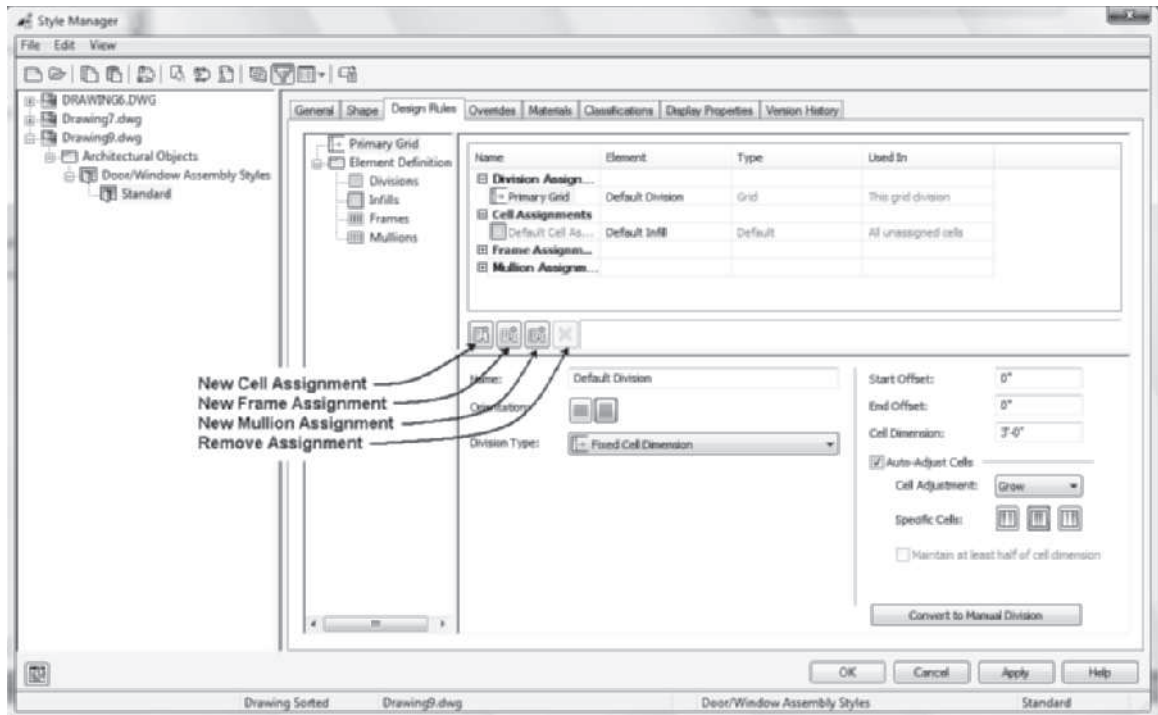 Style Manager
File Edit View
DRAWING6.DWG
Drawing7.dwg
Drawing9.dwg
Architectural Objects
Door/Window Assembly Styles
Standard
General Shape Design Rules Overrides Materials Classifications Display Properties Version History
Primary Grid
Element Definition
Divisions
Infills
Frames
Mullions
Name Element Type Used In
Division Assign...
Primary Grid Default Division Grid This grid division
Cell Assignments
Default Cell As... Default Infill Default All unassigned cells
Frame Assignm...
Mullion Assignm...
New Cell Assignment
New Frame Assignment
New Mullion Assignment
Remove Assignment
Name: Default Division
Orientation:
Division Type: Fixed Cell Dimension
Start Offset: 0"
End Offset: 0"
Cell Dimension: 3'-0"
Auto-Adjust Cells
Cell Adjustment: Grow
Specific Cells:
Maintain at least half of cell dimension
Convert to Manual Division
OK Cancel Apply Help
Drawing Sorted Drawing9.dwg Door/Window Assembly Styles Standard